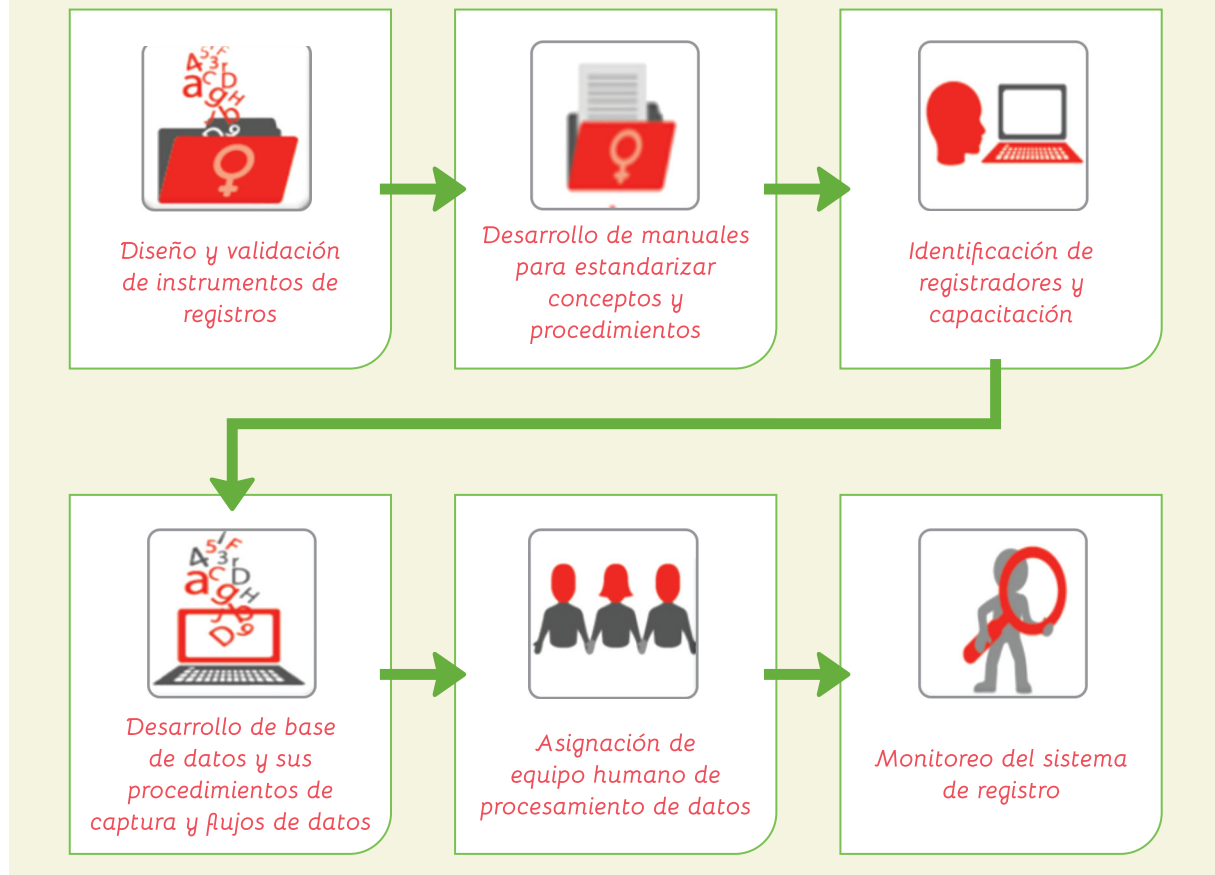 Diseño y validación
de instrumentos de
registros
Desarrollo de manuales
para estandarizar
conceptos y
procedimientos
Identificación de
registradores y
capacitación
Desarrollo de base
de datos y sus
procedimientos de
captura y flujos de datos
Asignación de
equipo humano de
procesamiento de datos
Monitoreo del sistema
de registro